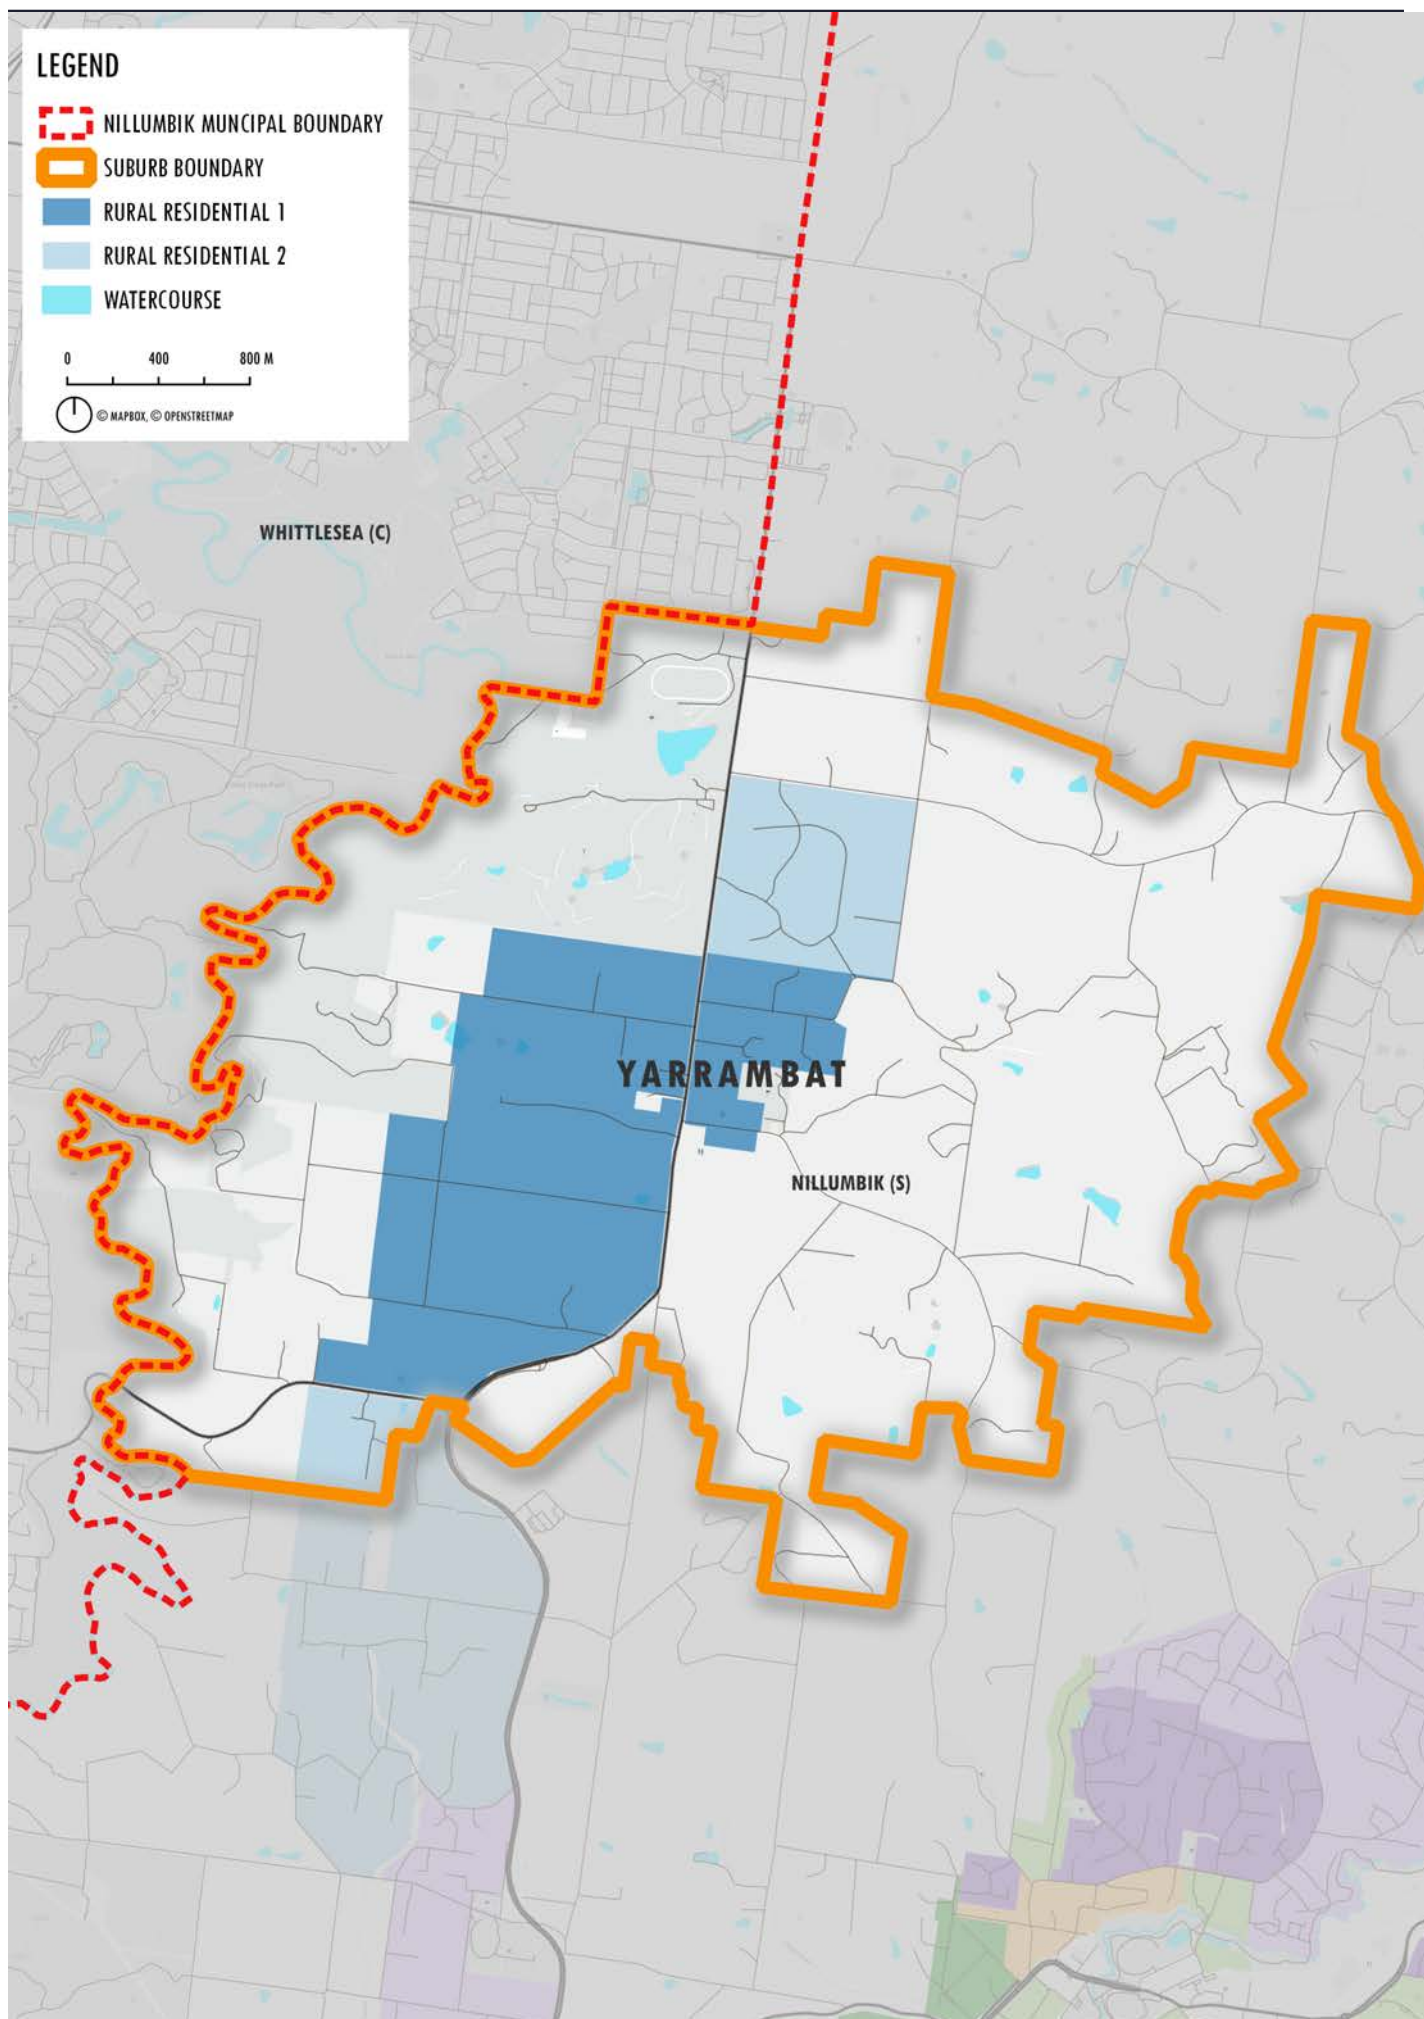 LEGEND
NILLUMBIK MUNCIPAL BOUNDARY
SUBURB BOUNDARY
RURAL RESIDENTIAL 1
RURAL RESIDENTIAL 2
WATERCOURSE
0 400 800 M
© MAPBOX, © OPENSTREETMAP
WHITTLESEA (C)
YARRAMBAT
NILLUMBIK (S)